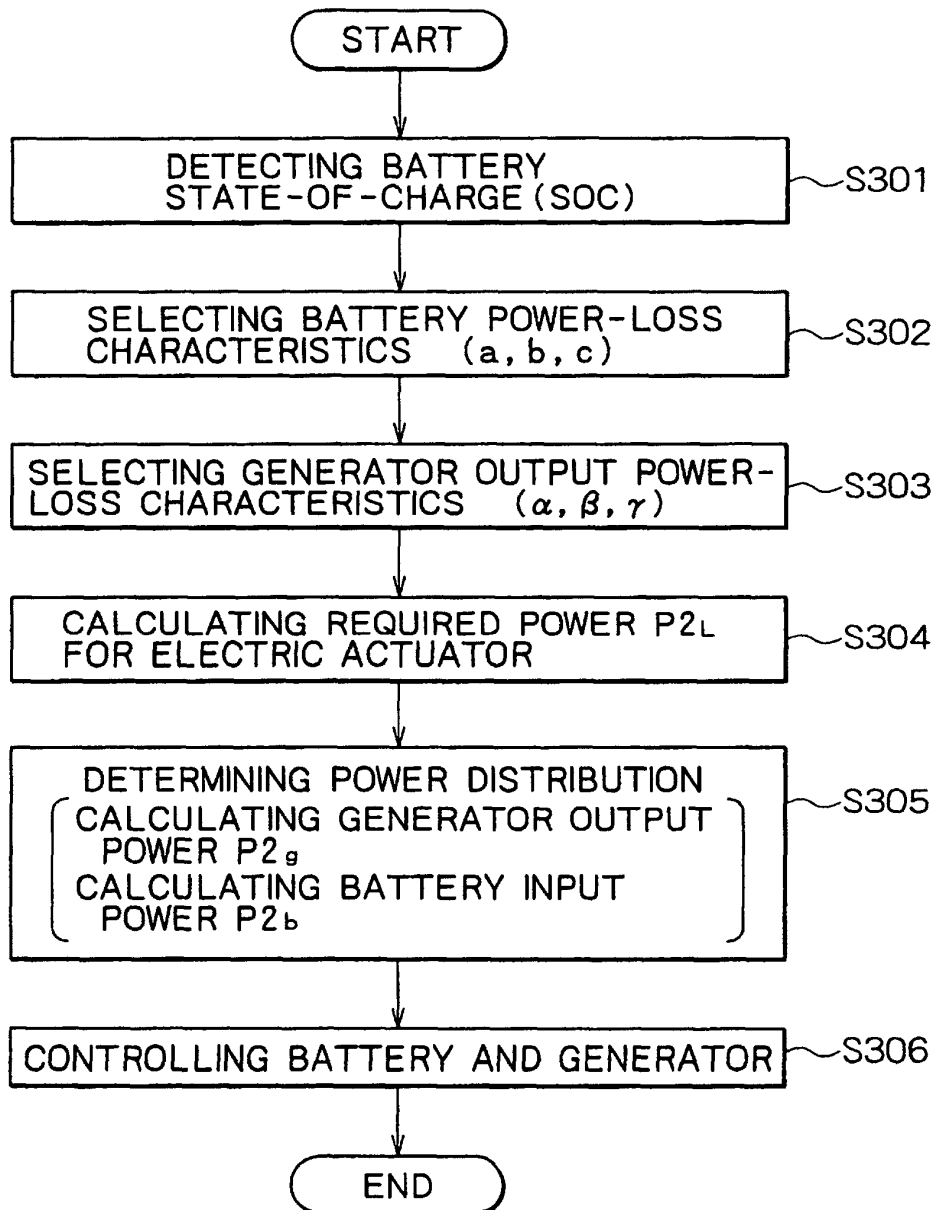 START
DETECTING BATTERY
STATE-OF-CHARGE(SOC)
S301
SELECTING BATTERY POWER-LOSS
CHARACTERISTICS (a, b, c)
S302
SELECTING GENERATOR OUTPUT POWER-
LOSS CHARACTERISTICS (α, β, γ)
S303
CALCULATING REQUIRED POWER P2L
FOR ELECTRIC ACTUATOR
S304
DETERMINING POWER DISTRIBUTION
CALCULATING GENERATOR OUTPUT
POWER P2g
CALCULATING BATTERY INPUT
POWER P2b
S305
CONTROLLING BATTERY AND GENERATOR
S306
END